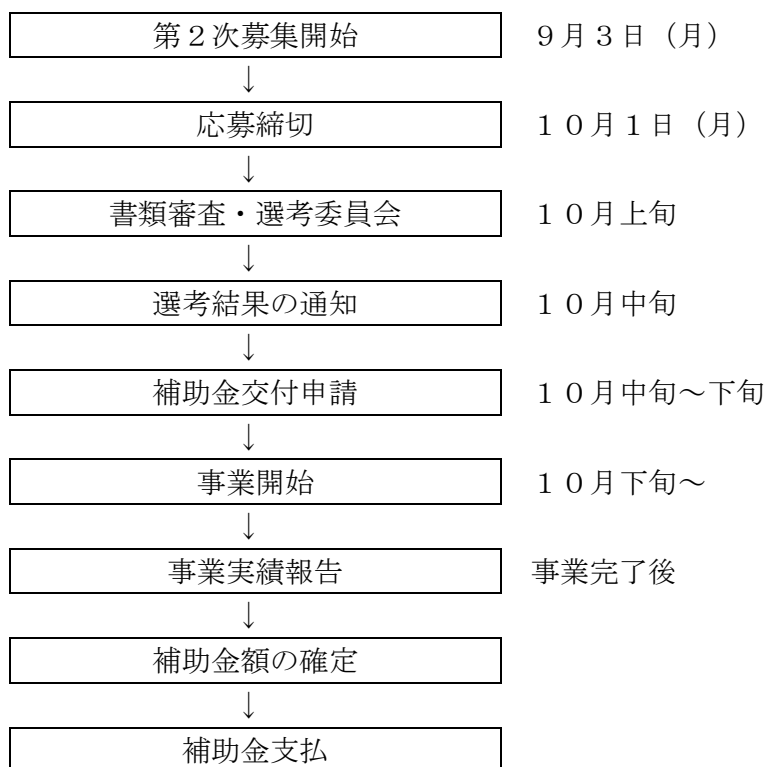 第２次募集開始　９月３日（月）
↓
応募締切　１０月１日（月）
↓
書類審査・選考委員会　１０月上旬
↓
選考結果の通知　１０月中旬
↓
補助金交付申請　１０月中旬～下旬
↓
事業開始　１０月下旬～
↓
事業実績報告　事業完了後
↓
補助金額の確定
↓
補助金支払